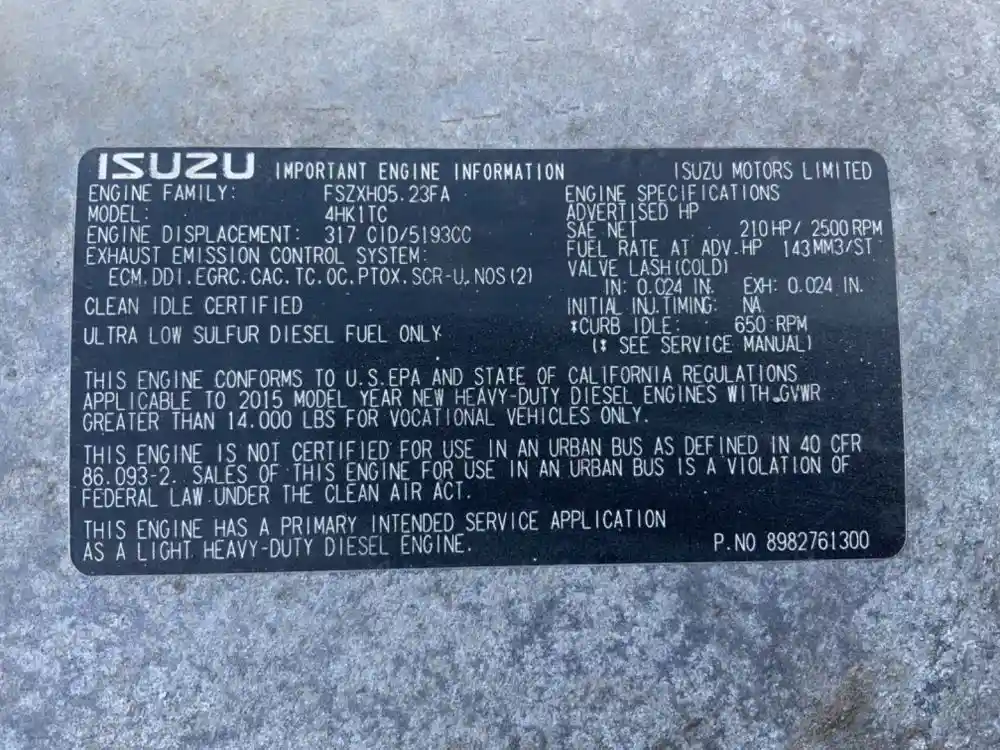 ISUZU IMPORTANT ENGINE INFORMATION ISUZU MOTORS LIMITED
ENGINE FAMILY: FSZXH05.23FA
MODEL: 4HK1TC
ENGINE DISPLACEMENT: 317 CID/5193CC
EXHAUST EMISSION CONTROL SYSTEM:
ECM.DDI.EGRC.CAC.TC.OC.PTOX.SCR-U.NOS(2)
CLEAN IDLE CERTIFIED
ULTRA LOW SULFUR DIESEL FUEL ONLY
ENGINE SPECIFICATIONS
ADVERTISED HP
SAE NET 210HP/ 2500RPM
FUEL RATE AT ADV.HP 143MM3/ST
VALVE LASH(COLD)
IN: 0.024 IN. EXH: 0.024 IN.
INITIAL INJ.TIMING: NA
*CURB IDLE: 650 RPM
(* SEE SERVICE MANUAL)
THIS ENGINE CONFORMS TO U.S.EPA AND STATE OF CALIFORNIA REGULATIONS
APPLICABLE TO 2015 MODEL YEAR NEW HEAVY-DUTY DIESEL ENGINES WITH GVWR
GREATER THAN 14.000 LBS FOR VOCATIONAL VEHICLES ONLY.
THIS ENGINE IS NOT CERTIFIED FOR USE IN AN URBAN BUS AS DEFINED IN 40 CFR
86.093-2. SALES OF THIS ENGINE FOR USE IN AN URBAN BUS IS A VIOLATION OF
FEDERAL LAW UNDER THE CLEAN AIR ACT.
THIS ENGINE HAS A PRIMARY INTENDED SERVICE APPLICATION
AS A LIGHT HEAVY-DUTY DIESEL ENGINE.
P.NO 8982761300